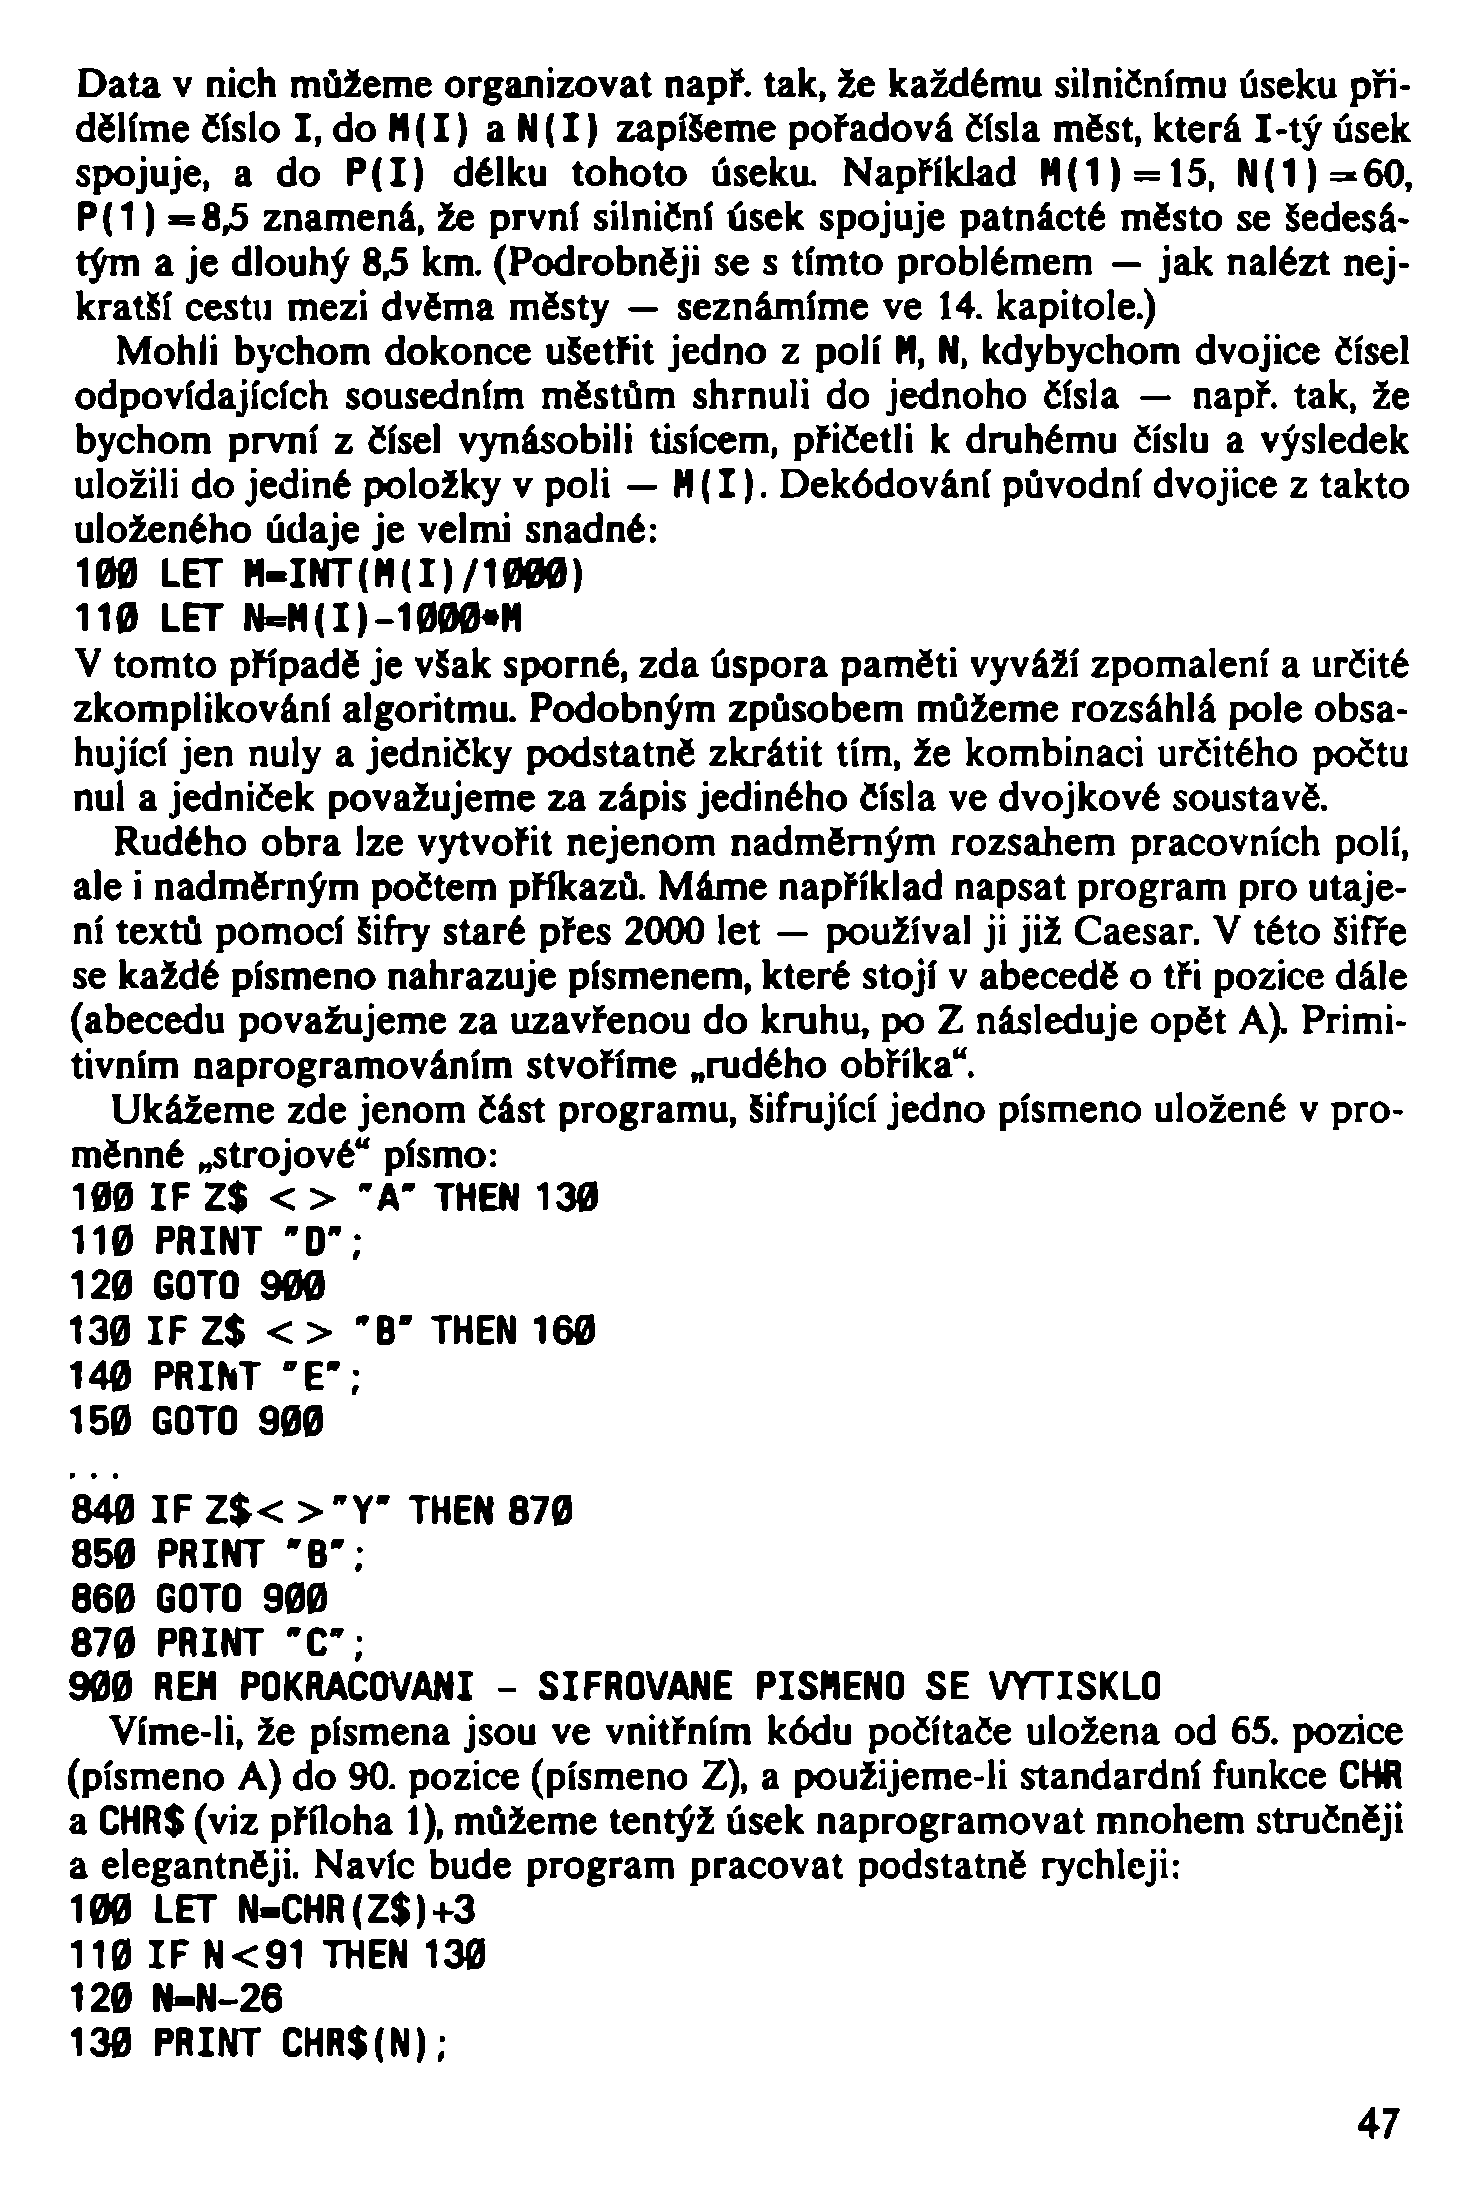 Data v nich můžeme organizovat např. tak, že každému silničnímu úseku při-
dělíme číslo I, do M(I) a N(I) zapíšeme pořadová čísla měst, která I-tý úsek
spojuje, a do P(I) délku tohoto úseku. Například M(1)=15, N(1)=60,
P(1)=8,5 znamená, že první silniční úsek spojuje patnácté město se šedesá-
tým a je dlouhý 8,5 km. (Podrobněji se s tímto problémem — jak nalézt nej-
kratší cestu mezi dvěma městy — seznámíme ve 14. kapitole.)
Mohli bychom dokonce ušetřit jedno z polí M, N, kdybychom dvojice čísel
odpovídajících sousedním městům shrnuli do jednoho čísla — např. tak, že
bychom první z čísel vynásobili tisícem, přičetli k druhému číslu a výsledek
uložili do jediné položky v poli — M(I). Dekódování původní dvojice z takto
uloženého údaje je velmi snadné:
100 LET M=INT(M(I)/1000)
110 LET N=M(I)-1000*M
V tomto případě je však sporné, zda úspora paměti vyváží zpomalení a určité
zkomplikování algoritmu. Podobným způsobem můžeme rozsáhlá pole obsa-
hující jen nuly a jedničky podstatně zkrátit tím, že kombinaci určitého počtu
nul a jedniček považujeme za zápis jediného čísla ve dvojkové soustavě.
Rudého obra lze vytvořit nejenom nadměrným rozsahem pracovních polí,
ale i nadměrným počtem příkazů. Máme například napsat program pro utaje-
ní textů pomocí šifry staré přes 2000 let — používal ji již Caesar. V této šifře
se každé písmeno nahrazuje písmenem, které stojí v abecedě o tři pozice dále
(abecedu považujeme za uzavřenou do kruhu, po Z následuje opět A). Primi-
tivním naprogramováním stvoříme „rudého obříka“.
Ukážeme zde jenom část programu, šifrující jedno písmeno uložené v pro-
měnné „strojové“ písmo:
100 IF Z$ < > "A" THEN 130
110 PRINT "D";
120 GOTO 900
130 IF Z$ < > "B" THEN 160
140 PRINT "E";
150 GOTO 900
. . .
840 IF Z$< >"Y" THEN 870
850 PRINT "B";
860 GOTO 900
870 PRINT "C";
900 REM POKRACOVANI - SIFROVANE PISMENO SE VYTISKLO
Víme-li, že písmena jsou ve vnitřním kódu počítače uložena od 65. pozice
(písmeno A) do 90. pozice (písmeno Z), a použijeme-li standardní funkce CHR
a CHR$ (viz příloha 1), můžeme tentýž úsek naprogramovat mnohem stručněji
a elegantněji. Navíc bude program pracovat podstatně rychleji:
100 LET N=CHR(Z$)+3
110 IF N<91 THEN 130
120 N=N-26
130 PRINT CHR$(N);
47